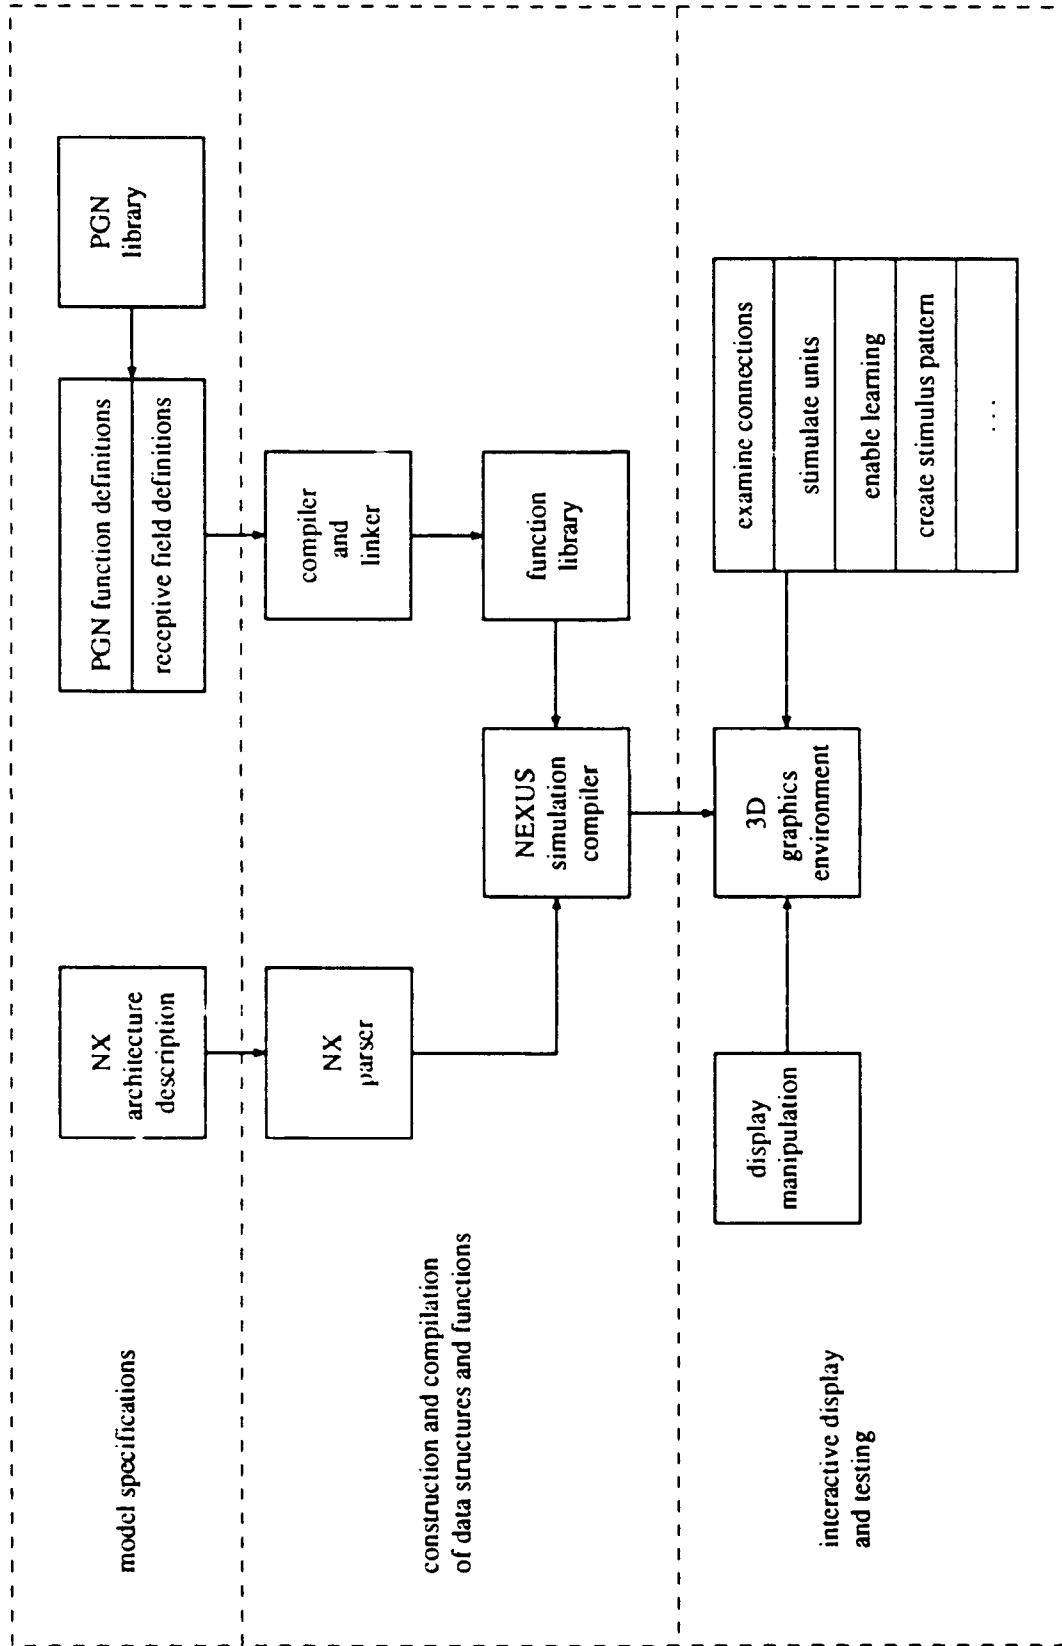 model specifications
NX
architecture
description
PGN function definitions
receptive field definitions
PGN
library
construction and compilation
of data structures and functions
NX
parser
compiler
and
linker
NEXUS
simulation
compiler
function
library
interactive display
and testing
display
manipulation
3D
graphics
environment
examine connections
stimulate units
enable learning
create stimulus pattern
. . .